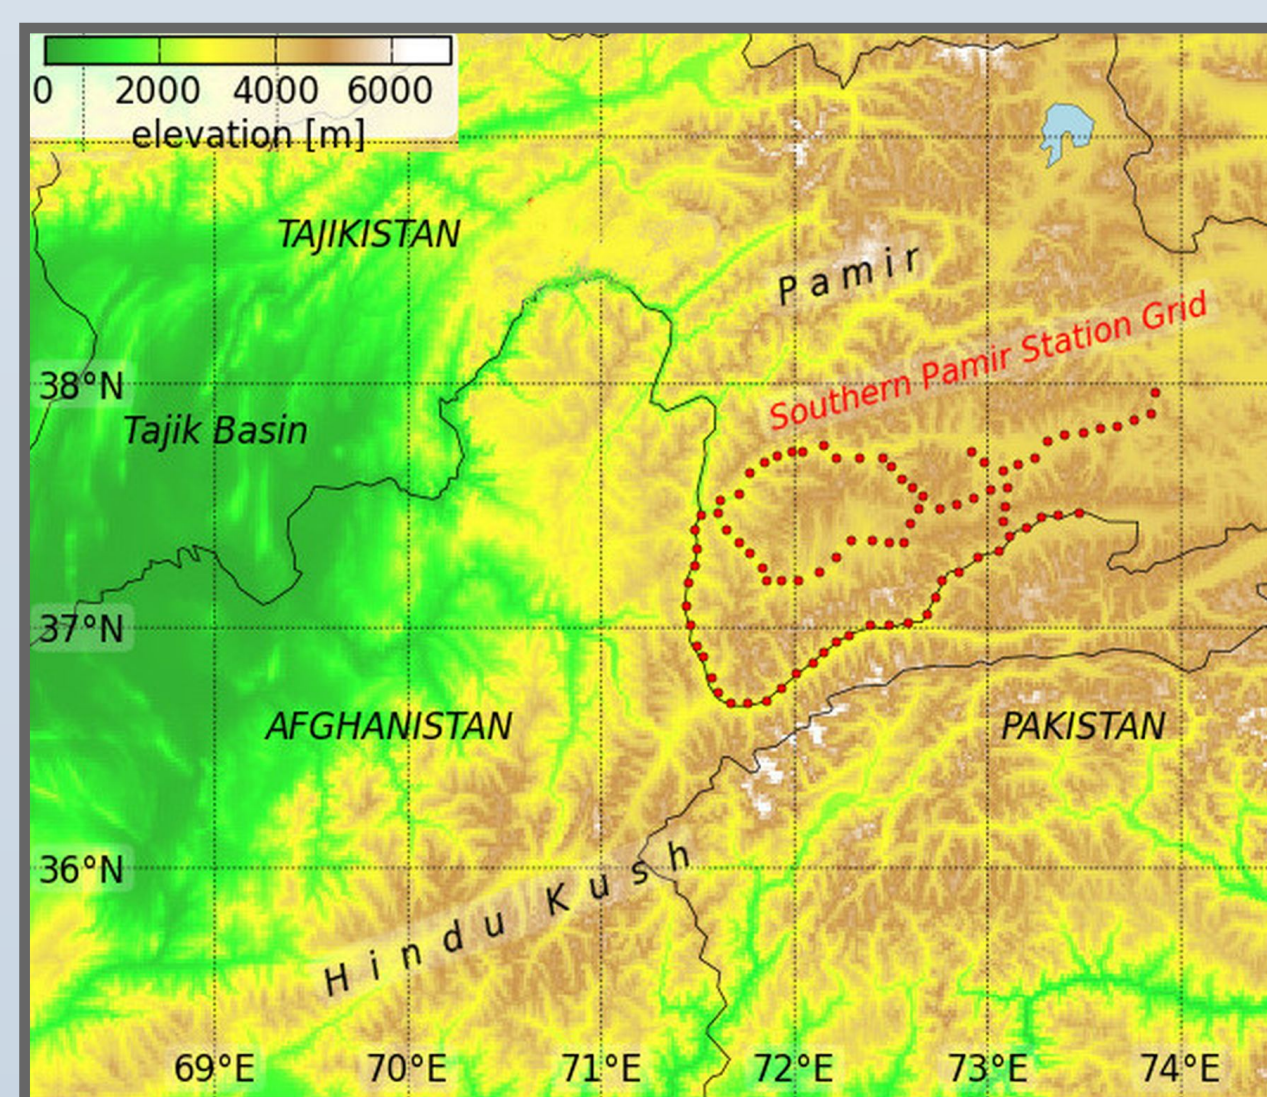 0 2000 4000 6000
elevation [m]
TAJIKISTAN
Pamir
Southern Pamir Station Grid
38°N
Tajik Basin
37°N
AFGHANISTAN
PAKISTAN
36°N
Hindu Kush
69°E 70°E 71°E 72°E 73°E 74°E